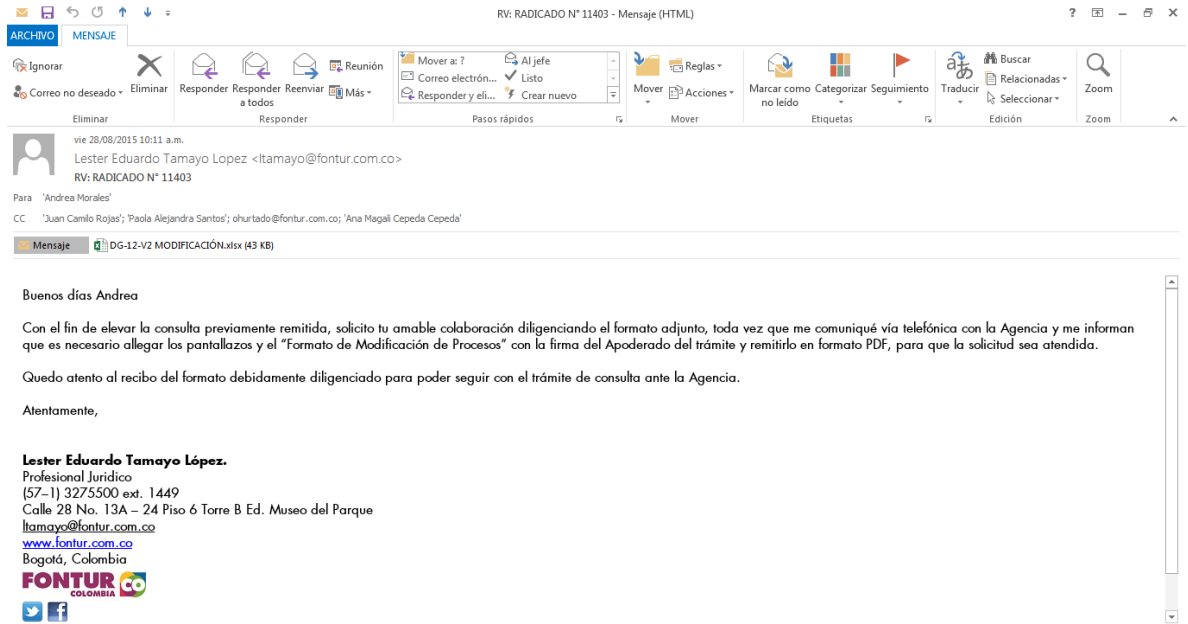 RV: RADICADO N° 11403 - Mensaje (HTML)
ARCHIVO MENSAJE
Ignorar
Correo no deseado
Eliminar
Eliminar
Responder
Responder a todos
Reenviar
Reunión
Más
Responder
Mover a: ?
Correo electrón...
Responder y eli...
Al jefe
Listo
Crear nuevo
Pasos rápidos
Mover
Reglas
Acciones
Mover
Marcar como no leído
Categorizar
Seguimiento
Etiquetas
Traducir
Buscar
Relacionadas
Seleccionar
Edición
Zoom
Zoom
vie 28/08/2015 10:11 a.m.
Lester Eduardo Tamayo Lopez <ltamayo@fontur.com.co>
RV: RADICADO N° 11403
Para 'Andrea Morales'
CC 'Juan Camilo Rojas'; 'Paola Alejandra Santos'; ohurtado@fontur.com.co; 'Ana Magali Cepeda Cepeda'
Mensaje DG-12-V2 MODIFICACIÓN.xlsx (43 KB)
Buenos días Andrea
Con el fin de elevar la consulta previamente remitida, solicito tu amable colaboración diligenciando el formato adjunto, toda vez que me comuniqué vía telefónica con la Agencia y me informan
que es necesario allegar los pantallazos y el “Formato de Modificación de Procesos” con la firma del Apoderado del trámite y remitirlo en formato PDF, para que la solicitud sea atendida.
Quedo atento al recibo del formato debidamente diligenciado para poder seguir con el trámite de consulta ante la Agencia.
Atentamente,
Lester Eduardo Tamayo López.
Profesional Juridico
(57–1) 3275500 ext. 1449
Calle 28 No. 13A – 24 Piso 6 Torre B Ed. Museo del Parque
ltamayo@fontur.com.co
www.fontur.com.co
Bogotá, Colombia
FONTUR CO
COLOMBIA